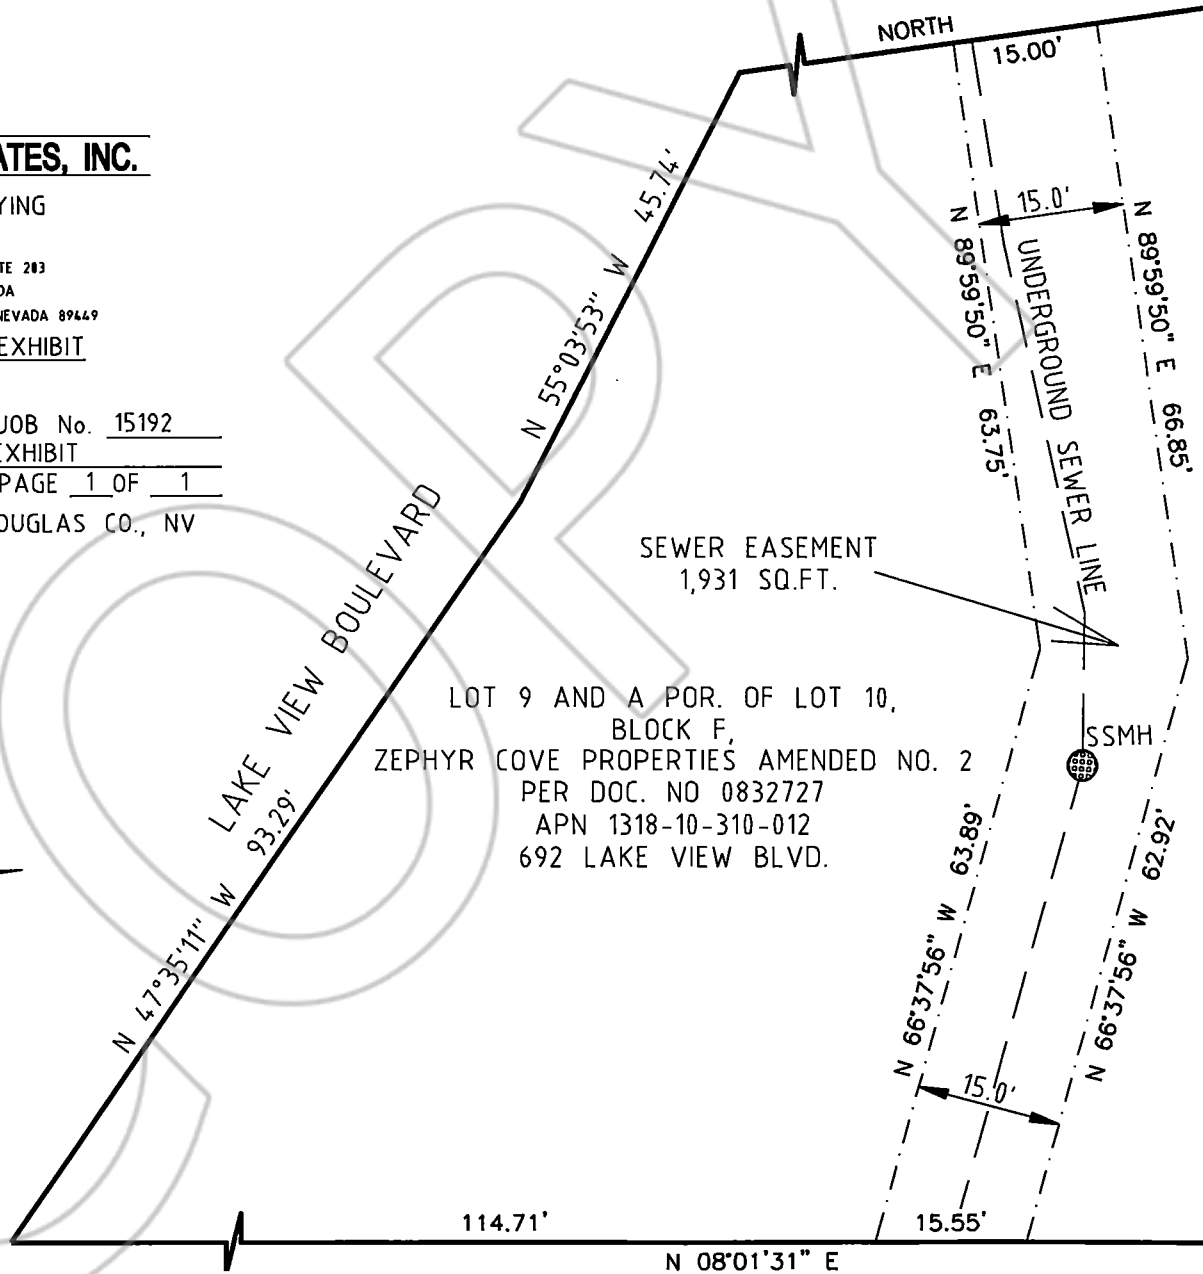 NORTH
15.00'
ATES, INC.
YING
TE 203
DA
NEVADA 89449
EXHIBIT
JOB No. 15192
EXHIBIT
PAGE 1 OF 1
DOUGLAS CO., NV
N 55°03'53" W 45.74'
15.0'
N 89°59'50" E 63.75'
UNDERGROUND SEWER LINE
N 89°59'50" E 66.85'
LAKE VIEW BOULEVARD
N 47°35'11" W 93.29'
SEWER EASEMENT
1,931 SQ.FT.
LOT 9 AND A POR. OF LOT 10,
BLOCK F,
ZEPHYR COVE PROPERTIES AMENDED NO. 2
PER DOC. NO 0832727
APN 1318-10-310-012
692 LAKE VIEW BLVD.
SSMH
N 66°37'56" W 63.89'
N 66°37'56" W 62.92'
15.0'
114.71'
15.55'
N 08°01'31" E
COPY